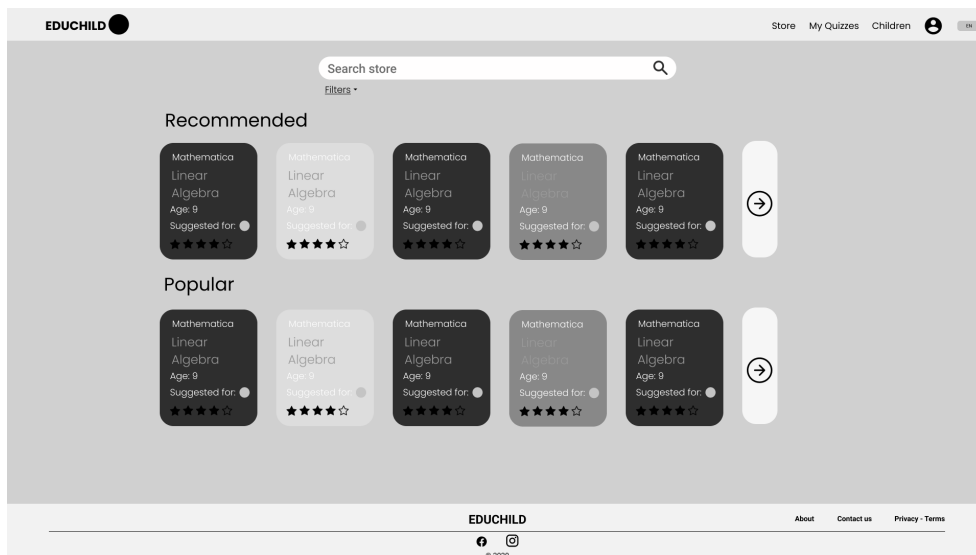 EDUCHILD
Store My Quizzes Children EN
Search store
Filters
Recommended
Mathematica
Linear
Algebra
Age: 9
Suggested for:
Mathematica
Linear
Algebra
Age: 9
Suggested for:
Mathematica
Linear
Algebra
Age: 9
Suggested for:
Mathematica
Linear
Algebra
Age: 9
Suggested for:
Mathematica
Linear
Algebra
Age: 9
Suggested for:
Popular
Mathematica
Linear
Algebra
Age: 9
Suggested for:
Mathematica
Linear
Algebra
Age: 9
Suggested for:
Mathematica
Linear
Algebra
Age: 9
Suggested for:
Mathematica
Linear
Algebra
Age: 9
Suggested for:
Mathematica
Linear
Algebra
Age: 9
Suggested for:
EDUCHILD
About Contact us Privacy - Terms
© 2020